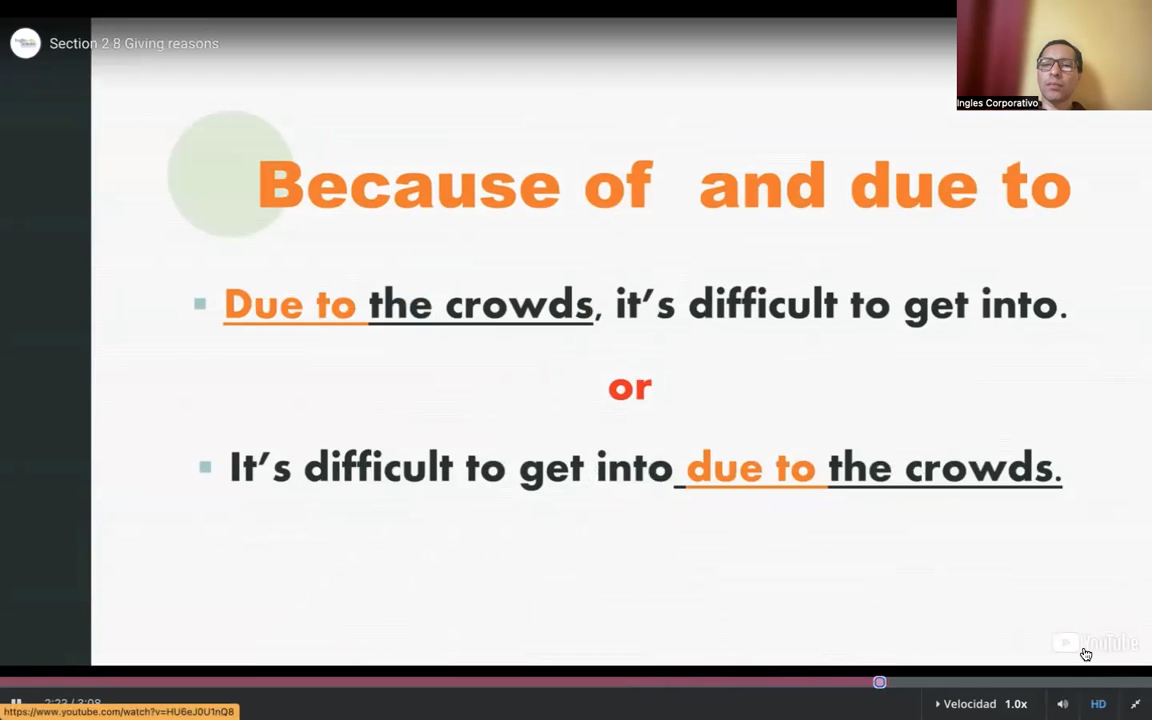 Section 2 8 Giving reasons
Ingles Corporativo
Because of and due to
Due to the crowds, it's difficult to get into.
or
It's difficult to get into due to the crowds.
YouTube
2:23 / 3:08
Velocidad 1.0x
HD
https://www.youtube.com/watch?v=HU6eJ0U1nQ8